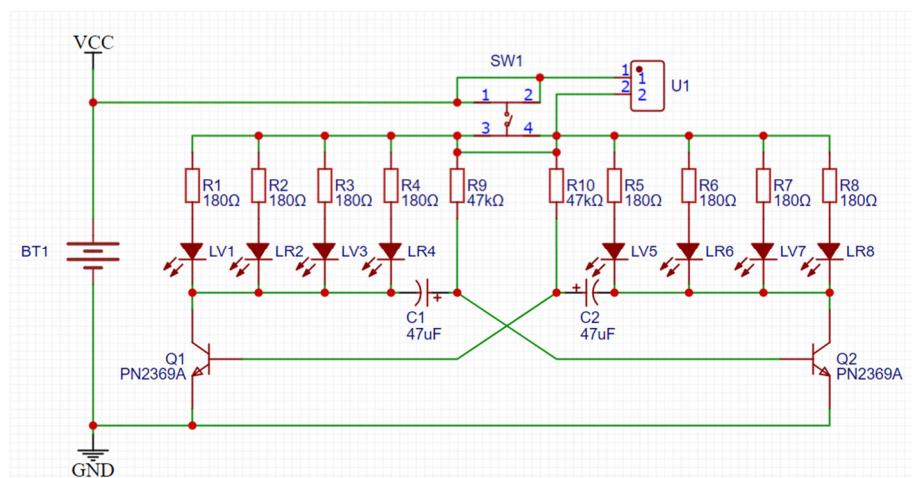 VCC
SW1
1 2
3 4
1 1
2 2
U1
R1
180Ω
R2
180Ω
R3
180Ω
R4
180Ω
R9
47kΩ
R10
47kΩ
R5
180Ω
R6
180Ω
R7
180Ω
R8
180Ω
BT1
LV1
LR2
LV3
LR4
LV5
LR6
LV7
LR8
C1
47uF
C2
47uF
Q1
PN2369A
Q2
PN2369A
GND